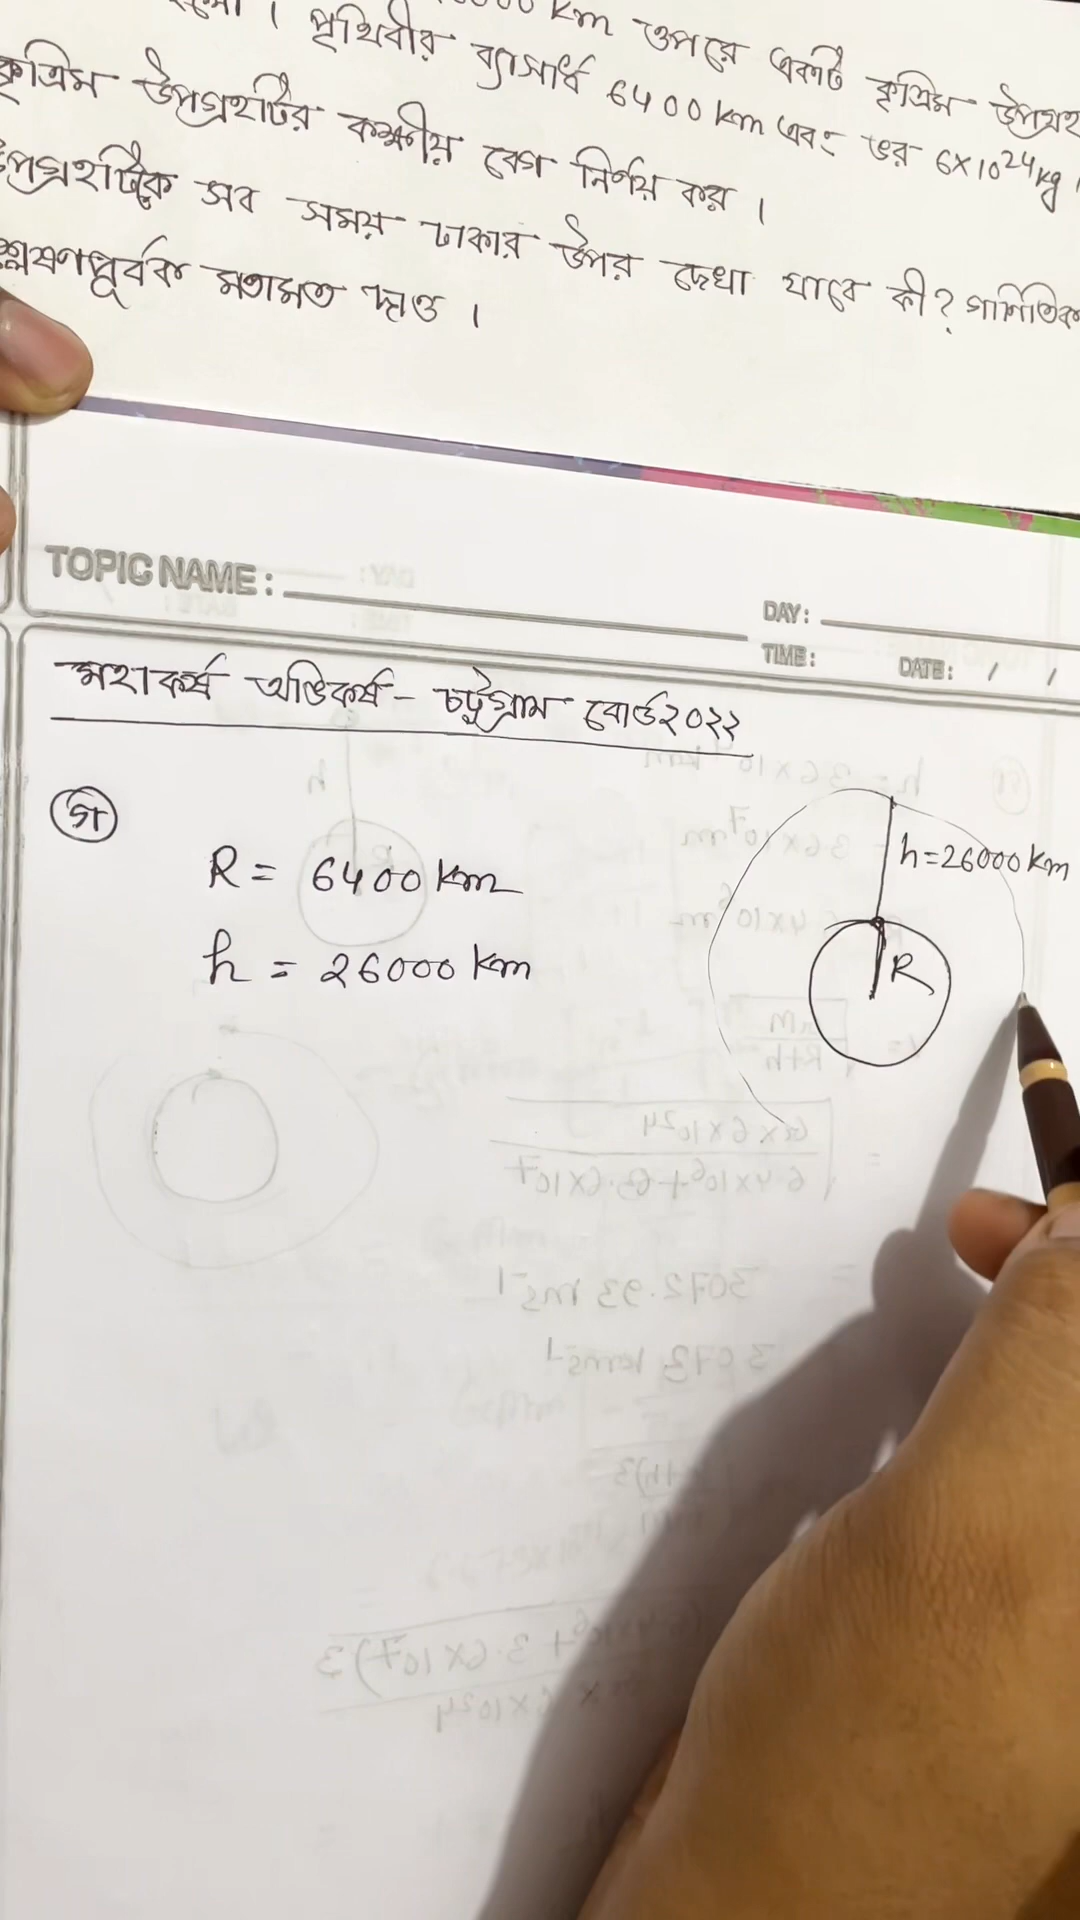 000 km ওপরে একটি কৃত্রিম উপগ্রহ
। পৃথিবীর ব্যাসার্ধ 6400 km এবং ভর 6×10²⁴kg।
কৃত্রিম উপগ্রহটির কক্ষীয় বেগ নির্ণয় কর।
উপগ্রহটিকে সব সময় ঢাকার উপর দেখা যাবে কী? গাণিতিক
শ্লেষণপূর্বক মতামত দাও।
TOPIC NAME :
DAY :
TIME :
DATE : / /
মহাকর্ষ অভিকর্ষ - চট্টগ্রাম বোর্ড ২০২২
গ
R = 6400 km
h = 26000 km
h = 26000 km
R